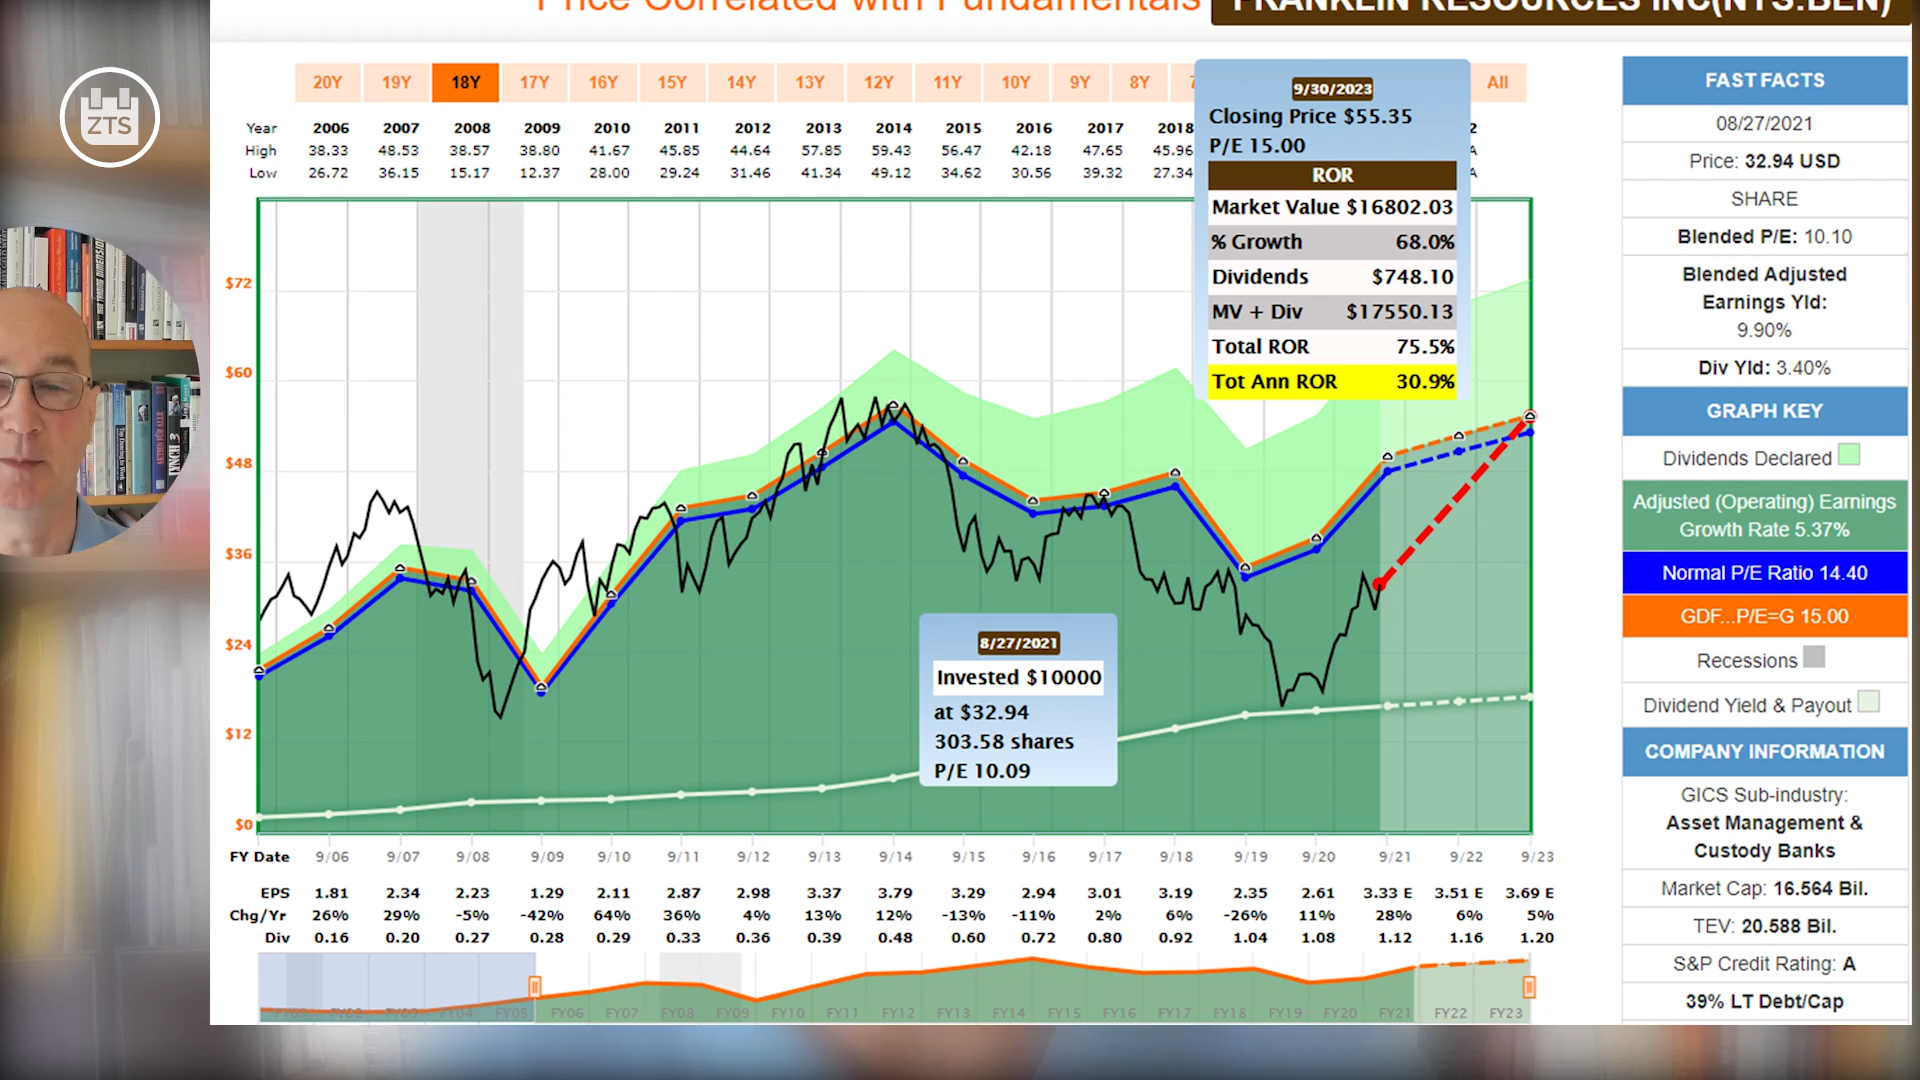 Price Correlated with Fundamentals
FRANKLIN RESOURCES INC(NYS:BEN)
ZTS
20Y 19Y 18Y 17Y 16Y 15Y 14Y 13Y 12Y 11Y 10Y 9Y 8Y 7 All
Year 2006 2007 2008 2009 2010 2011 2012 2013 2014 2015 2016 2017 2018 2
High 38.33 48.53 38.57 38.80 41.67 45.85 44.64 57.85 59.43 56.47 42.18 47.65 45.96 A
Low 26.72 36.15 15.17 12.37 28.00 29.24 31.46 41.34 49.12 34.62 30.56 39.32 27.34 A
9/30/2023
Closing Price $55.35
P/E 15.00
ROR
Market Value $16802.03
% Growth 68.0%
Dividends $748.10
MV + Div $17550.13
Total ROR 75.5%
Tot Ann ROR 30.9%
$72
$60
$48
$36
$24
$12
$0
8/27/2021
Invested $10000
at $32.94
303.58 shares
P/E 10.09
FY Date 9/06 9/07 9/08 9/09 9/10 9/11 9/12 9/13 9/14 9/15 9/16 9/17 9/18 9/19 9/20 9/21 9/22 9/23
EPS 1.81 2.34 2.23 1.29 2.11 2.87 2.98 3.37 3.79 3.29 2.94 3.01 3.19 2.35 2.61 3.33 E 3.51 E 3.69 E
Chg/Yr 26% 29% -5% -42% 64% 36% 4% 13% 12% -13% -11% 2% 6% -26% 11% 28% 6% 5%
Div 0.16 0.20 0.27 0.28 0.29 0.33 0.36 0.39 0.48 0.60 0.72 0.80 0.92 1.04 1.08 1.12 1.16 1.20
FY04 FY05 FY06 FY07 FY08 FY09 FY10 FY11 FY12 FY13 FY14 FY15 FY16 FY17 FY18 FY19 FY20 FY21 FY22 FY23
FAST FACTS
08/27/2021
Price: 32.94 USD
SHARE
Blended P/E: 10.10
Blended Adjusted
Earnings Yld:
9.90%
Div Yld: 3.40%
GRAPH KEY
Dividends Declared
Adjusted (Operating) Earnings
Growth Rate 5.37%
Normal P/E Ratio 14.40
GDF...P/E=G 15.00
Recessions
Dividend Yield & Payout
COMPANY INFORMATION
GICS Sub-industry:
Asset Management &
Custody Banks
Market Cap: 16.564 Bil.
TEV: 20.588 Bil.
S&P Credit Rating: A
39% LT Debt/Cap